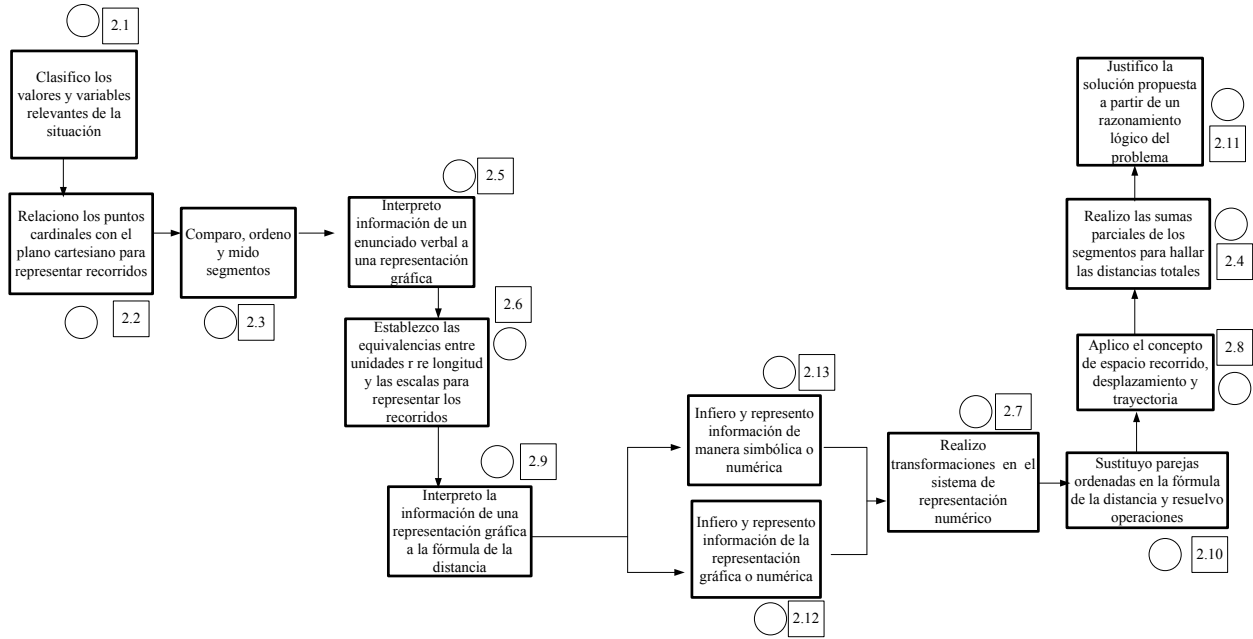 2.1
Clasifico los
valores y variables
relevantes de la
situación
Relaciono los puntos
cardinales con el
plano cartesiano para
representar recorridos
2.2
Comparo, ordeno
y mido
segmentos
2.3
2.5
Interpreto
información de un
enunciado verbal a
una representación
gráfica
2.6
Establezco las
equivalencias entre
unidades r re longitud
y las escalas para
representar los
recorridos
2.9
Interpreto la
información de una
representación gráfica
a la fórmula de la
distancia
2.13
Infiero y represento
información de
manera simbólica o
numérica
Infiero y represento
información de la
representación
gráfica o numérica
2.12
2.7
Realizo
transformaciones en el
sistema de
representación
numérico
Sustituyo parejas
ordenadas en la fórmula
de la distancia y resuelvo
operaciones
2.10
Aplico el concepto
de espacio recorrido,
desplazamiento y
trayectoria
2.8
Realizo las sumas
parciales de los
segmentos para hallar
las distancias totales
2.4
Justifico la
solución propuesta
a partir de un
razonamiento
lógico del
problema
2.11